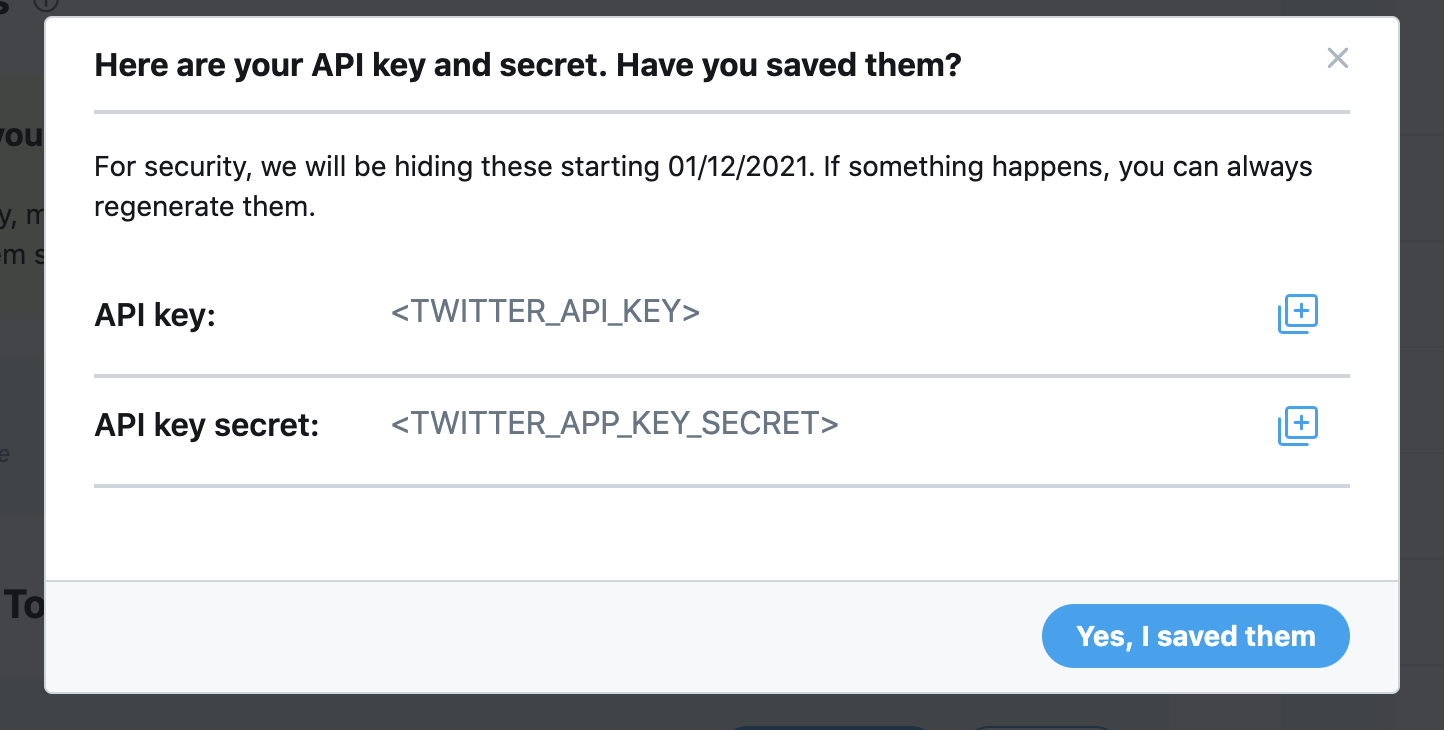 Here are your API key and secret. Have you saved them?
For security, we will be hiding these starting 01/12/2021. If something happens, you can always
regenerate them.
API key: <TWITTER_API_KEY>
API key secret: <TWITTER_APP_KEY_SECRET>
Yes, I saved them